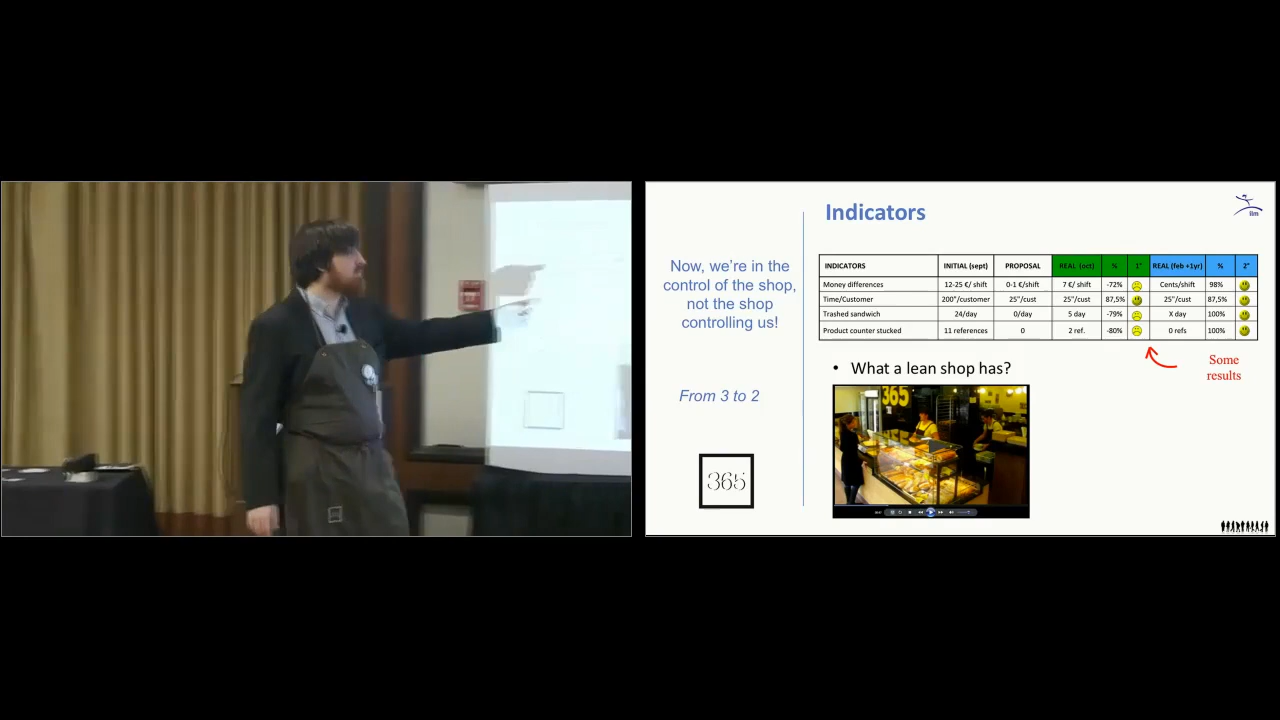 Indicators
ilm
Now, we're in the
control of the shop,
not the shop
controlling us!
From 3 to 2
365
INDICATORS INITIAL (sept) PROPOSAL REAL (oct) % 1° REAL (feb +1yr) % 2°
Money differences 12-25 €/ shift 0-1 €/shift 7 €/ shift -72% Cents/shift 98%
Time/Customer 200"/customer 25"/cust 25"/cust 87,5% 25"/cust 87,5%
Trashed sandwich 24/day 0/day 5 day -79% X day 100%
Product counter stucked 11 references 0 2 ref. -80% 0 refs 100%
Some
results
• What a lean shop has?
365